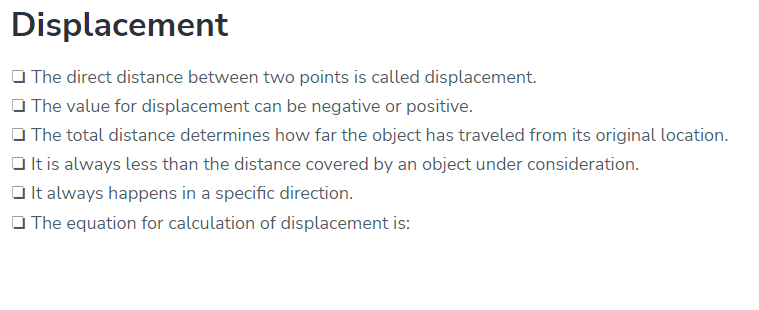 Displacement
❏ The direct distance between two points is called displacement.
❏ The value for displacement can be negative or positive.
❏ The total distance determines how far the object has traveled from its original location.
❏ It is always less than the distance covered by an object under consideration.
❏ It always happens in a specific direction.
❏ The equation for calculation of displacement is: